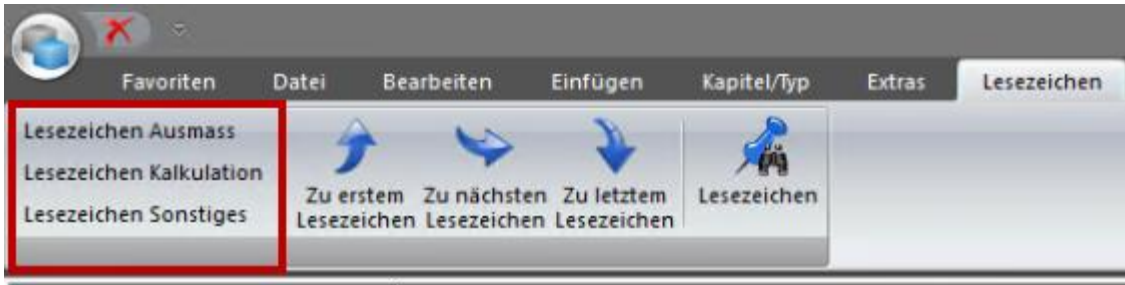 Favoriten Datei Bearbeiten Einfügen Kapitel/Typ Extras Lesezeichen
Lesezeichen Ausmass
Lesezeichen Kalkulation
Lesezeichen Sonstiges
Zu erstem
Lesezeichen
Zu nächsten
Lesezeichen
Zu letztem
Lesezeichen
Lesezeichen